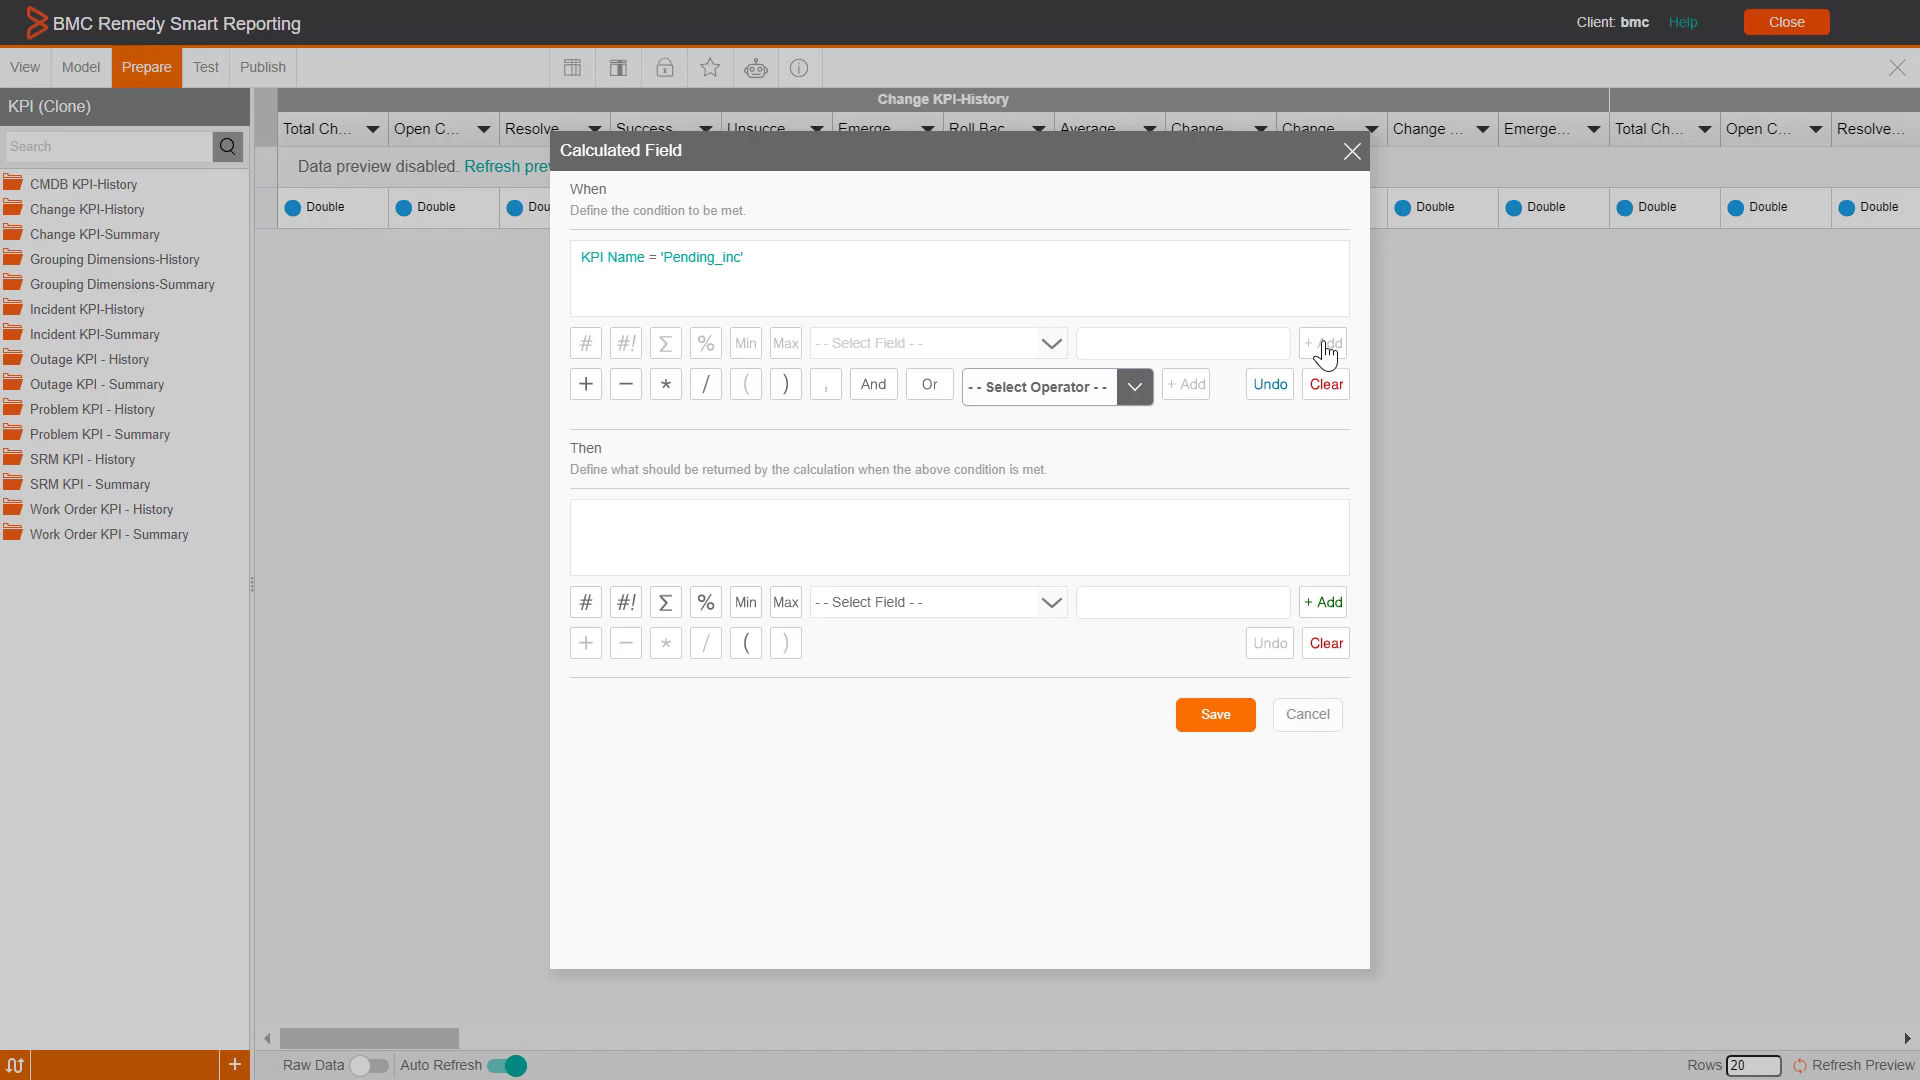 BMC Remedy Smart Reporting
Client: bmc Help Close
View Model Prepare Test Publish
KPI (Clone)
Change KPI-History
Total Ch... Open C... Resolve Success Unsucce Emerge Roll Bac Average Change Change Change ... Emerge... Total Ch... Open C... Resolve...
Search
Data preview disabled. Refresh prev
Double Double Dou Double Double Double Double Double
CMDB KPI-History
Change KPI-History
Change KPI-Summary
Grouping Dimensions-History
Grouping Dimensions-Summary
Incident KPI-History
Incident KPI-Summary
Outage KPI - History
Outage KPI - Summary
Problem KPI - History
Problem KPI - Summary
SRM KPI - History
SRM KPI - Summary
Work Order KPI - History
Work Order KPI - Summary
Calculated Field
When
Define the condition to be met.
KPI Name = 'Pending_inc'
# #! Σ % Min Max - - Select Field - - + Add
+ − * / ( ) , And Or - - Select Operator - - + Add Undo Clear
Then
Define what should be returned by the calculation when the above condition is met.
# #! Σ % Min Max - - Select Field - - + Add
+ − * / ( ) Undo Clear
Save Cancel
+ Raw Data Auto Refresh Rows 20 Refresh Preview